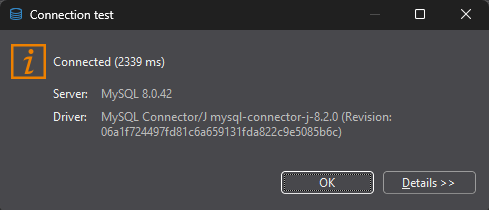 Connection test
Connected (2339 ms)
Server: MySQL 8.0.42
Driver: MySQL Connector/J mysql-connector-j-8.2.0 (Revision:
06a1f724497fd81c6a659131fda822c9e5085b6c)
OK
Details >>